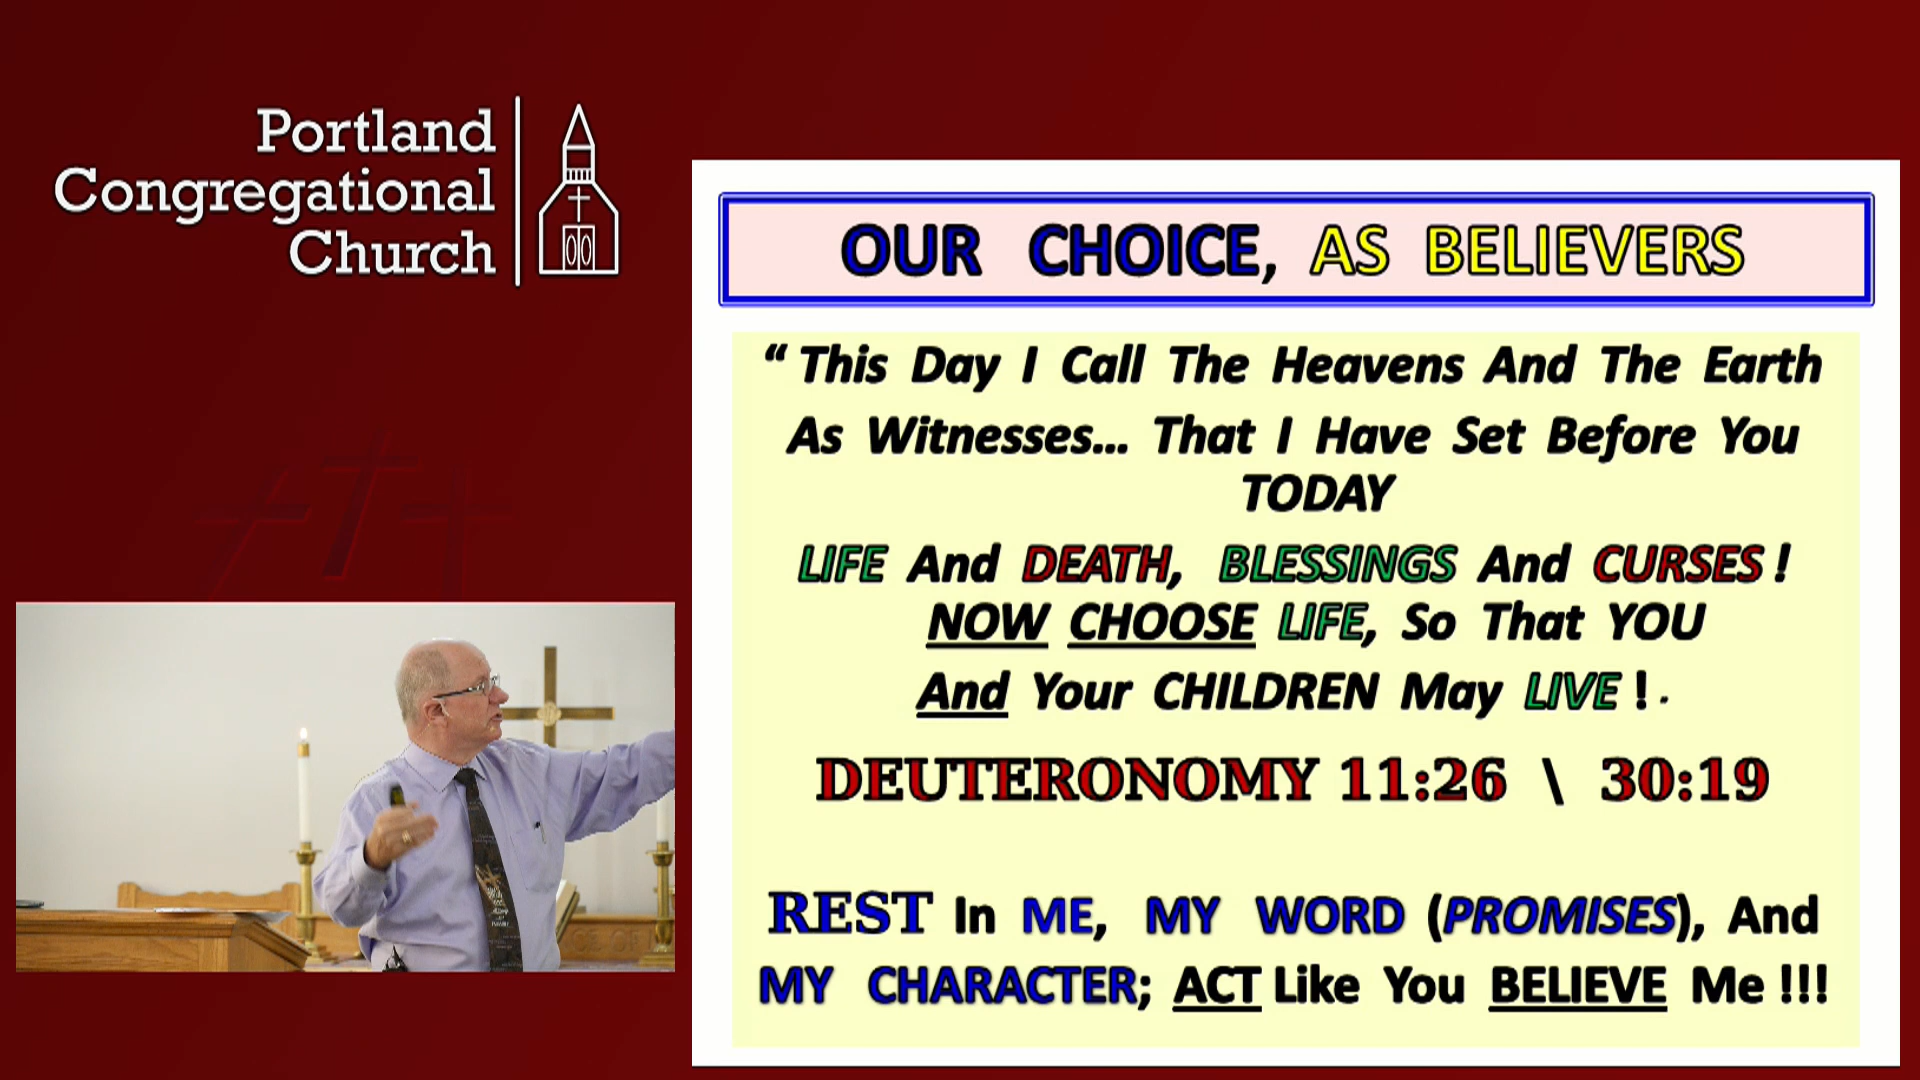 Portland
Congregational
Church
OUR CHOICE, AS BELIEVERS
“ This Day I Call The Heavens And The Earth
As Witnesses... That I Have Set Before You
TODAY
LIFE And DEATH, BLESSINGS And CURSES !
NOW CHOOSE LIFE, So That YOU
And Your CHILDREN May LIVE ! .
DEUTERONOMY 11:26 \ 30:19
REST In ME, MY WORD (PROMISES), And
MY CHARACTER; ACT Like You BELIEVE Me !!!